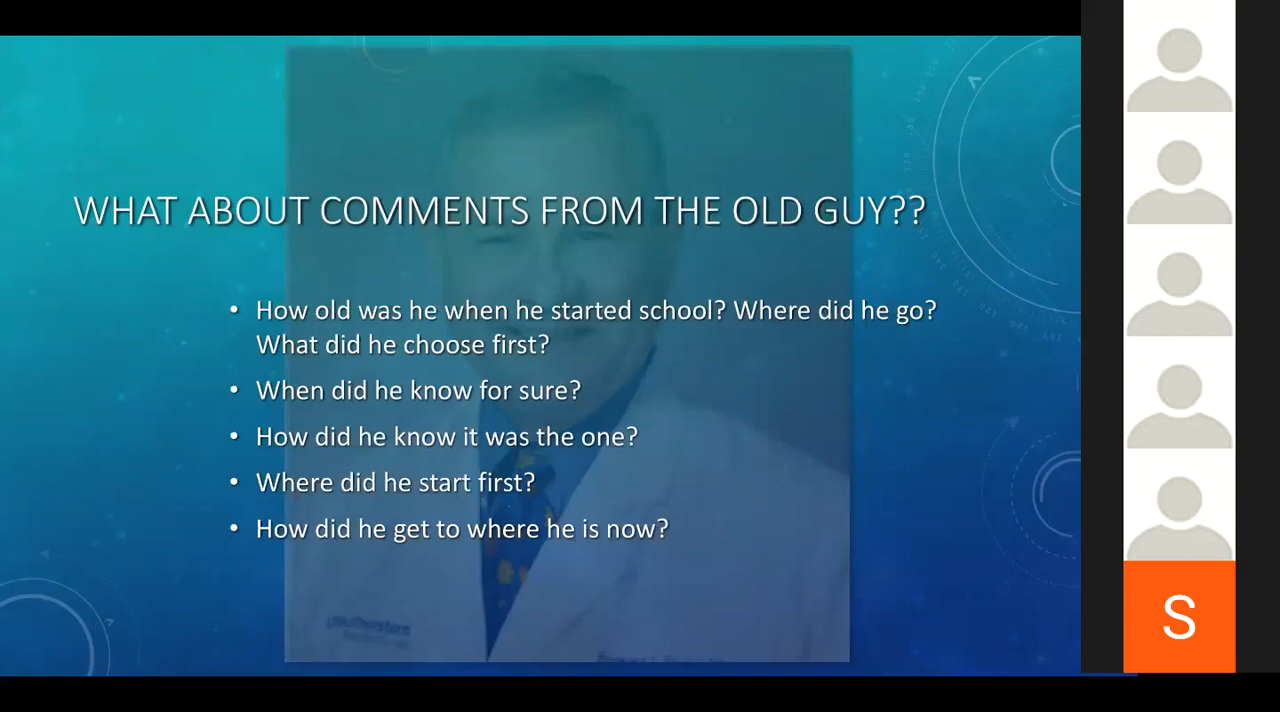 WHAT ABOUT COMMENTS FROM THE OLD GUY??
• How old was he when he started school? Where did he go?
What did he choose first?
• When did he know for sure?
• How did he know it was the one?
• Where did he start first?
• How did he get to where he is now?
S